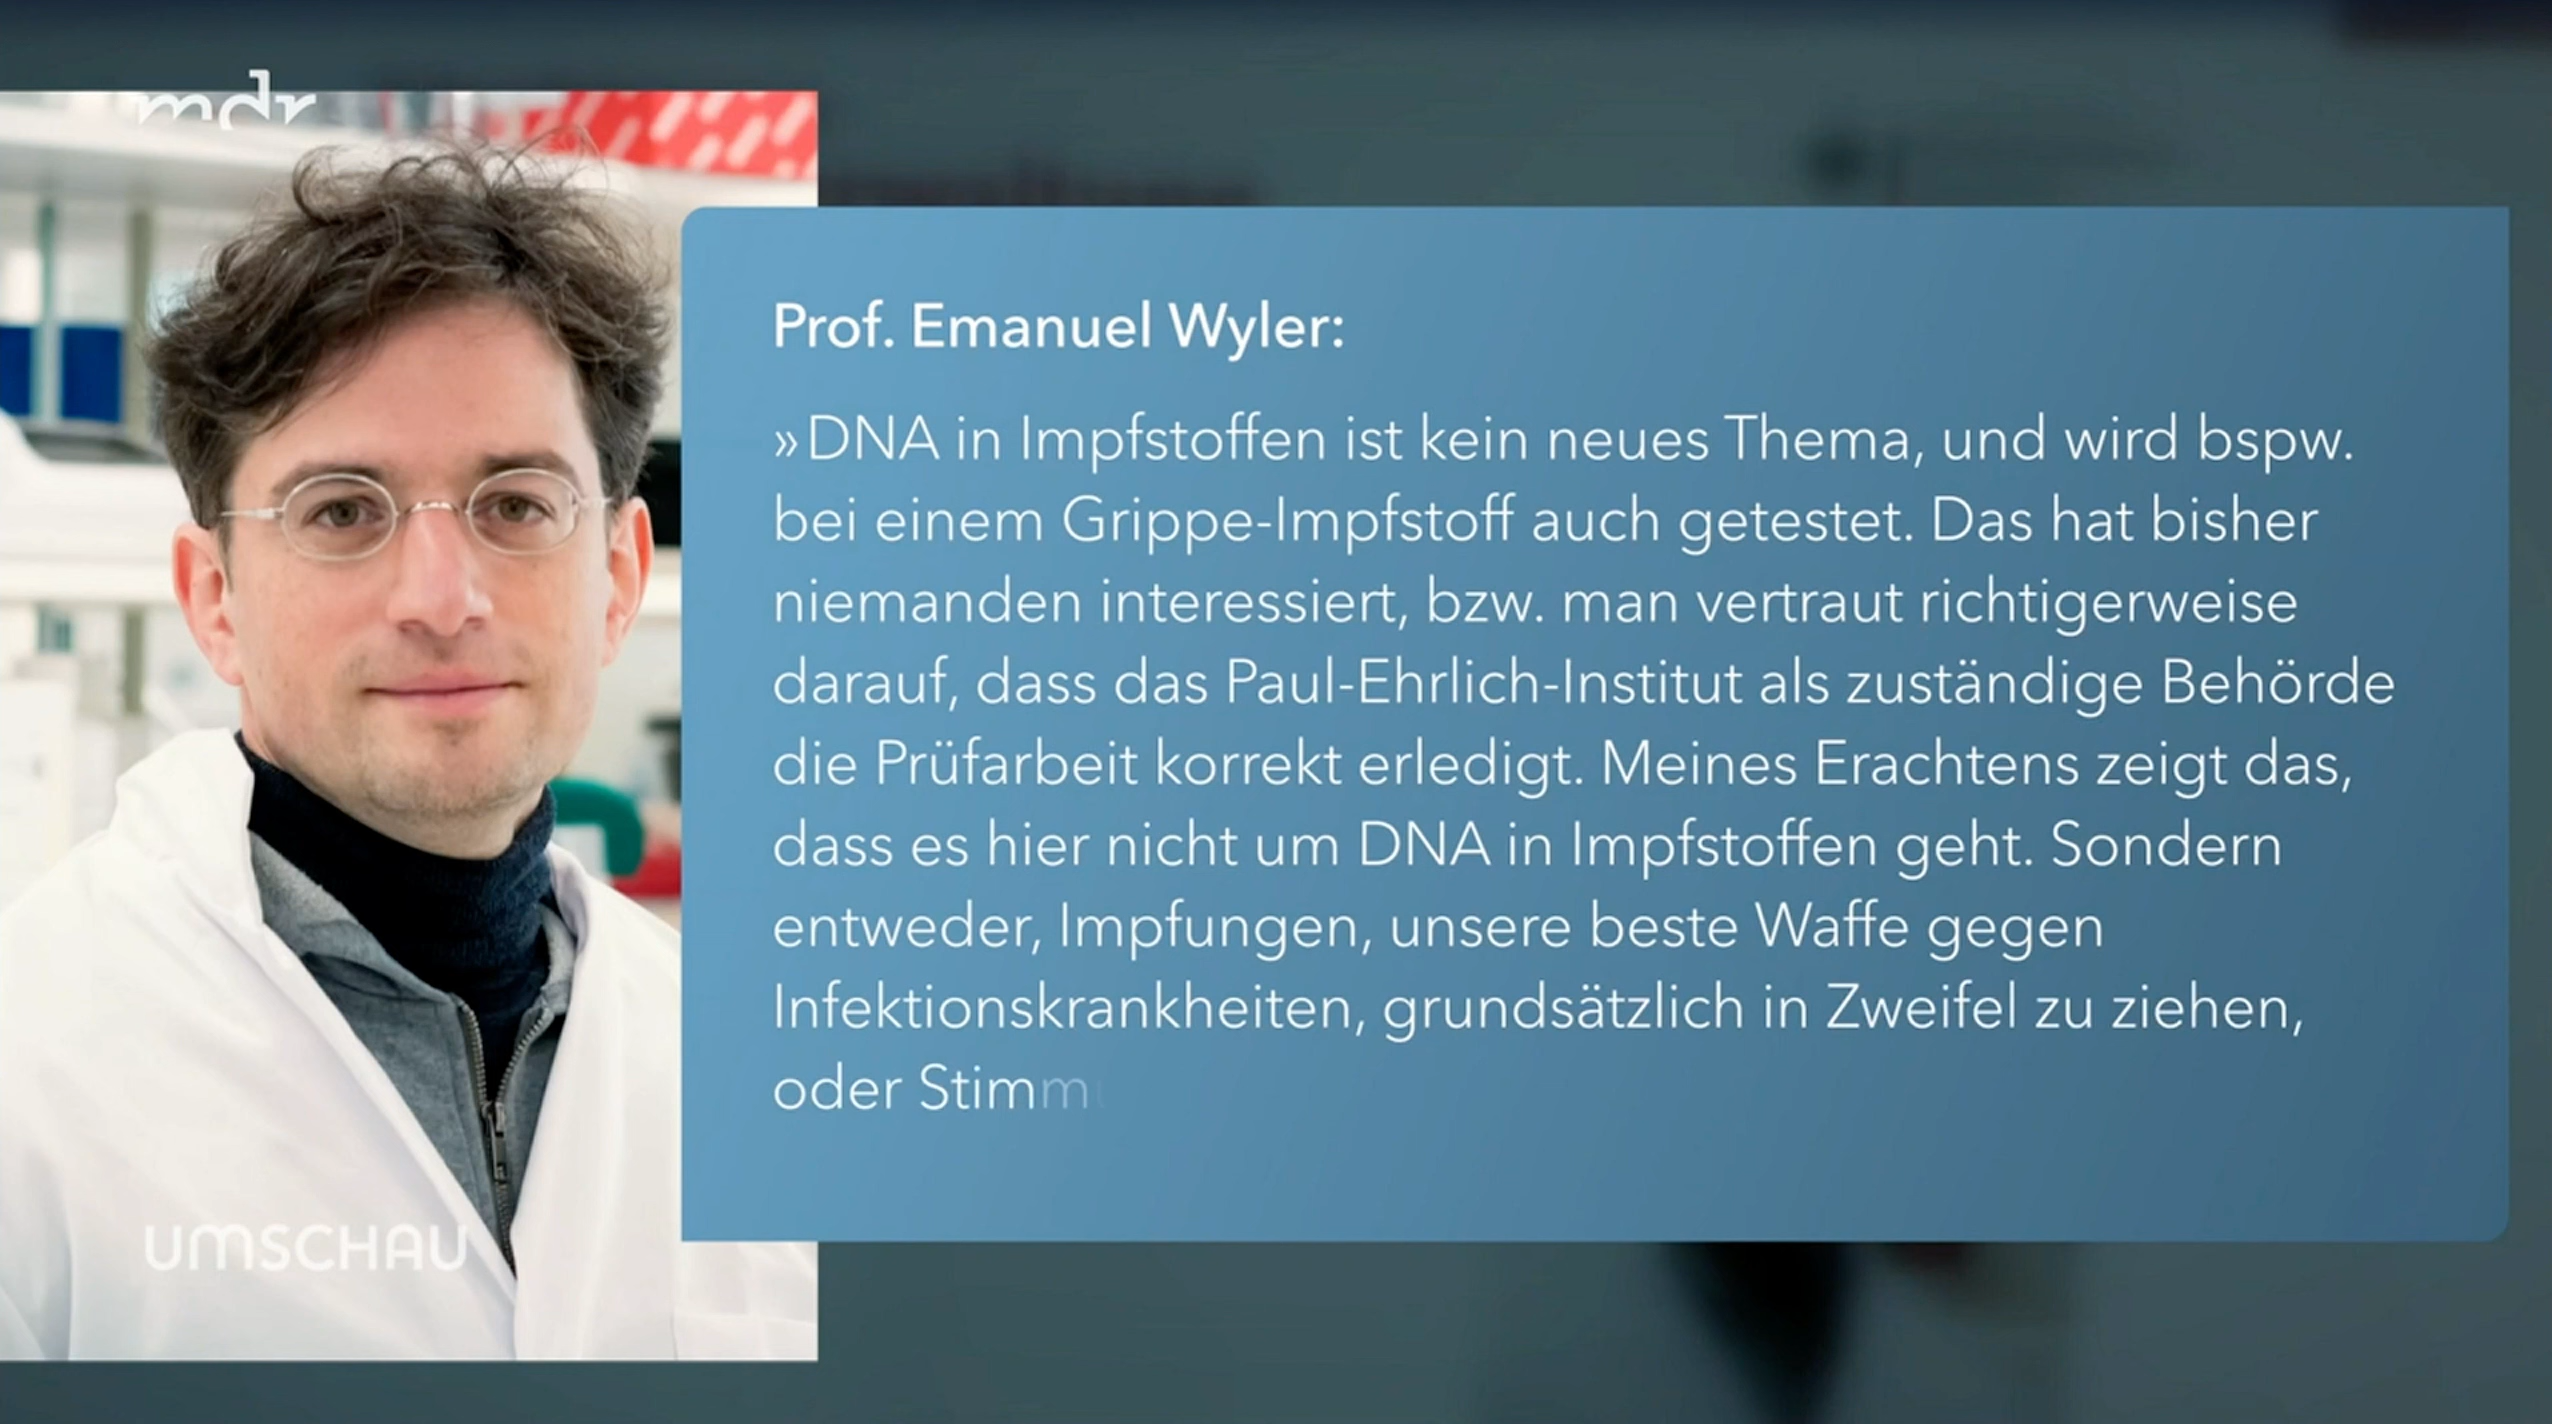 mdr
Prof. Emanuel Wyler:
»DNA in Impfstoffen ist kein neues Thema, und wird bspw.
bei einem Grippe-Impfstoff auch getestet. Das hat bisher
niemanden interessiert, bzw. man vertraut richtigerweise
darauf, dass das Paul-Ehrlich-Institut als zuständige Behörde
die Prüfarbeit korrekt erledigt. Meines Erachtens zeigt das,
dass es hier nicht um DNA in Impfstoffen geht. Sondern
entweder, Impfungen, unsere beste Waffe gegen
Infektionskrankheiten, grundsätzlich in Zweifel zu ziehen,
oder Stimm
UMSCHAU